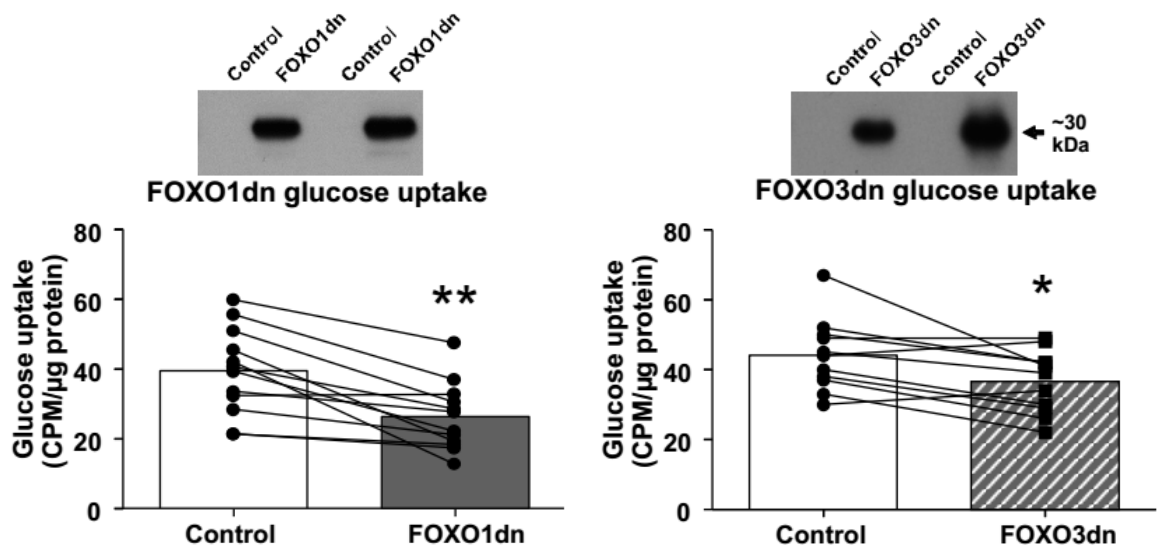 Control FOXO1dn Control FOXO1dn
FOXO1dn glucose uptake
Glucose uptake
(CPM/µg protein)
80
60
40
20
0
**
Control FOXO1dn
Control FOXO3dn Control FOXO3dn
~30
kDa
FOXO3dn glucose uptake
Glucose uptake
(CPM/µg protein)
80
60
40
20
0
*
Control FOXO3dn